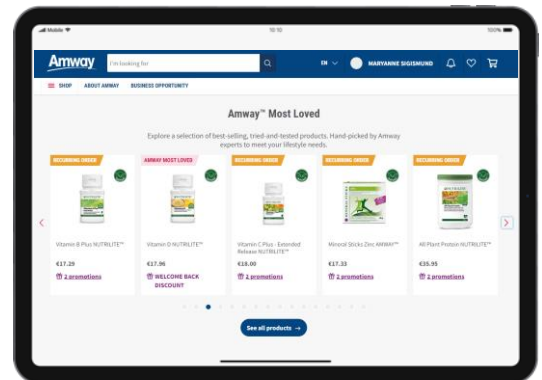 Mobile
10:10
100%
Amway
I'm looking for
EN
MARYANNE SIGISMUND
SHOP ABOUT AMWAY BUSINESS OPPORTUNITY
Amway™ Most Loved
Explore a selection of best-selling, tried-and-tested products. Hand-picked by Amway
experts to meet your lifestyle needs.
RECURRING ORDER
AMWAY MOST LOVED
RECURRING ORDER
RECURRING ORDER
RECURRING ORDER
Vitamin B Plus NUTRILITE™
€17.29
2 promotions
Vitamin D NUTRILITE™
€17.96
WELCOME BACK
DISCOUNT
Vitamin C Plus - Extended
Release NUTRILITE™
€18.00
2 promotions
Mineral Sticks Zinc AMWAY™
€17.33
2 promotions
All Plant Protein NUTRILITE™
€35.95
2 promotions
See all products →